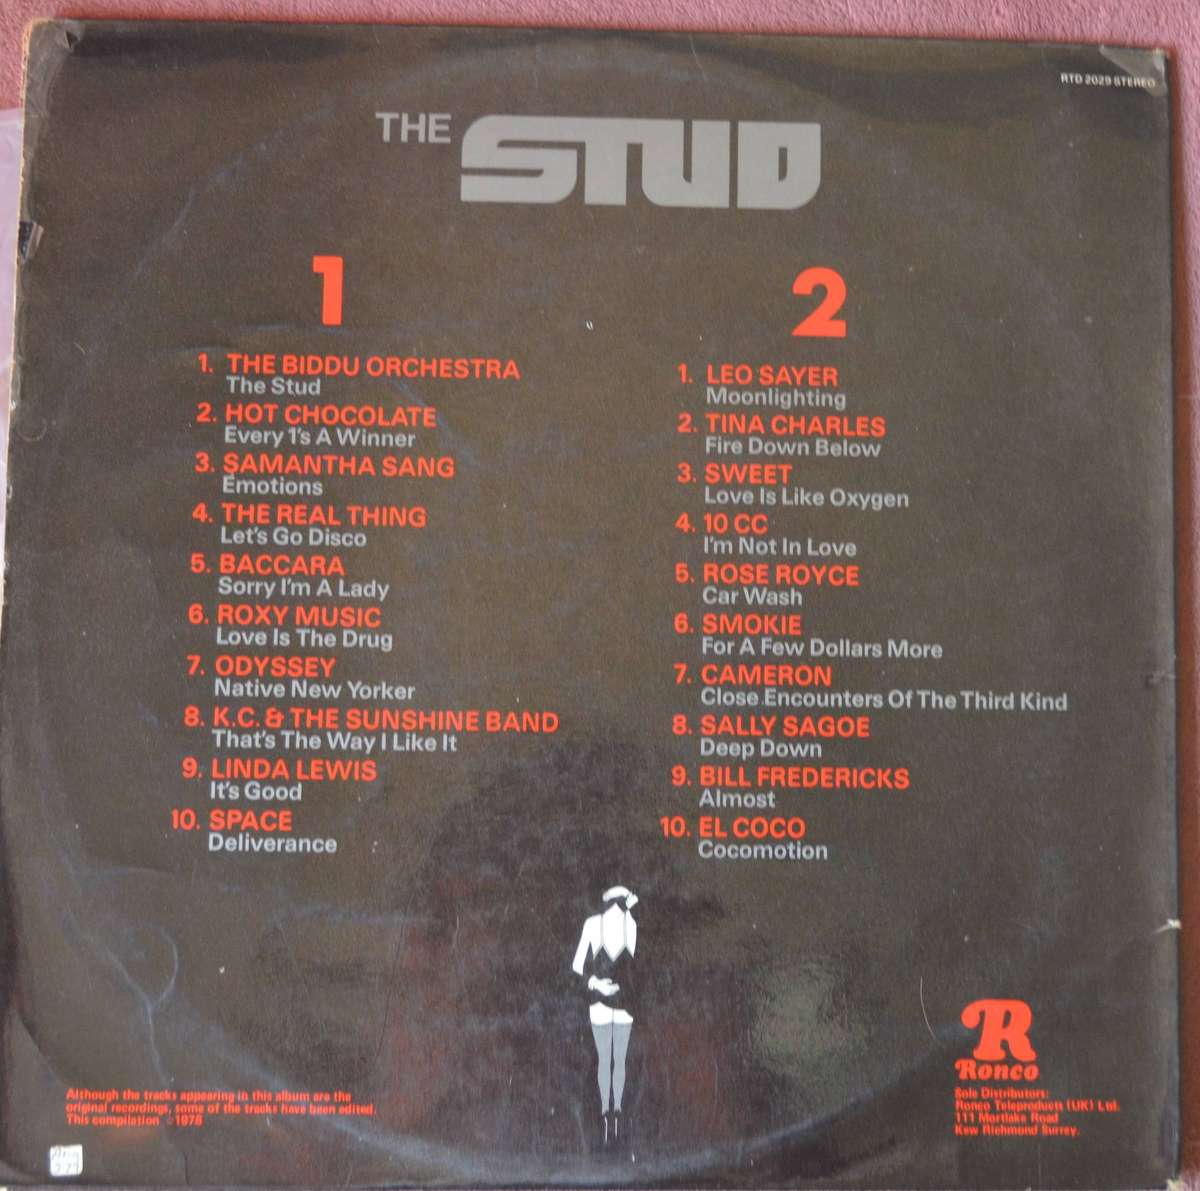 RTD 2029 STEREO
THE STUD
1
1. THE BIDDU ORCHESTRA
The Stud
2. HOT CHOCOLATE
Every 1's A Winner
3. SAMANTHA SANG
Emotions
4. THE REAL THING
Let's Go Disco
5. BACCARA
Sorry I'm A Lady
6. ROXY MUSIC
Love Is The Drug
7. ODYSSEY
Native New Yorker
8. K.C. & THE SUNSHINE BAND
That's The Way I Like It
9. LINDA LEWIS
It's Good
10. SPACE
Deliverance
2
1. LEO SAYER
Moonlighting
2. TINA CHARLES
Fire Down Below
3. SWEET
Love Is Like Oxygen
4. 10 CC
I'm Not In Love
5. ROSE ROYCE
Car Wash
6. SMOKIE
For A Few Dollars More
7. CAMERON
Close Encounters Of The Third Kind
8. SALLY SAGOE
Deep Down
9. BILL FREDERICKS
Almost
10. EL COCO
Cocomotion
Although the tracks appearing in this album are the
original recordings, some of the tracks have been edited.
This compilation ©1978
R
Ronco
Sole Distributors:
Ronco Teleproducts (UK) Ltd.
111 Mortlake Road
Kew Richmond Surrey.